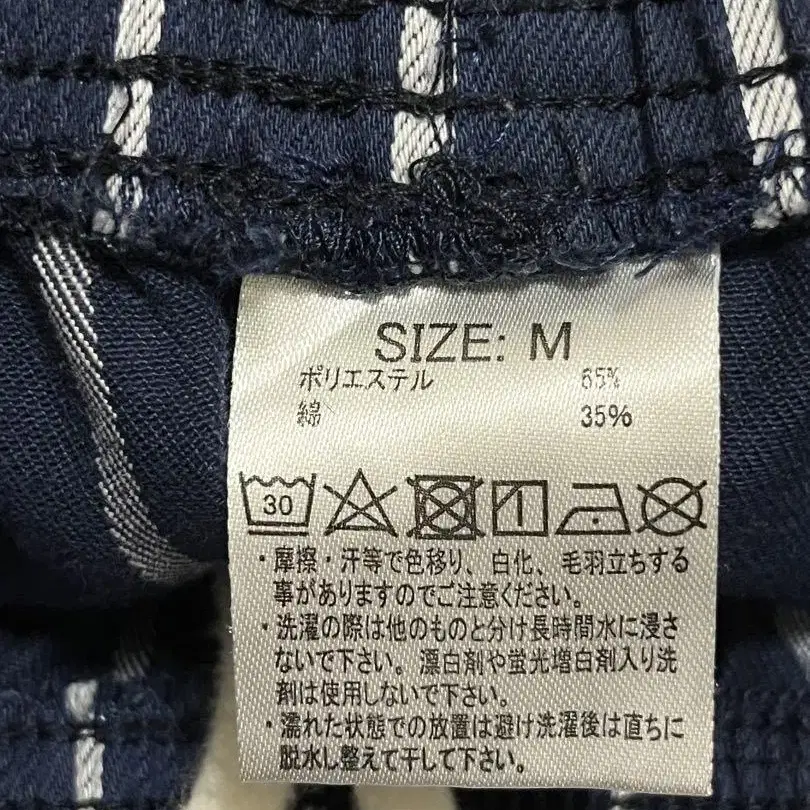 SIZE: M
ポリエステル 65%
綿 35%
30
・摩擦・汗等で色移り、白化、毛羽立ちする
事がありますのでご注意ください。
・洗濯の際は他のものと分け長時間水に浸さ
ないで下さい。漂白剤や蛍光増白剤入り洗
剤は使用しないで下さい。
・濡れた状態での放置は避け洗濯後は直ちに
脱水し整えて干して下さい。